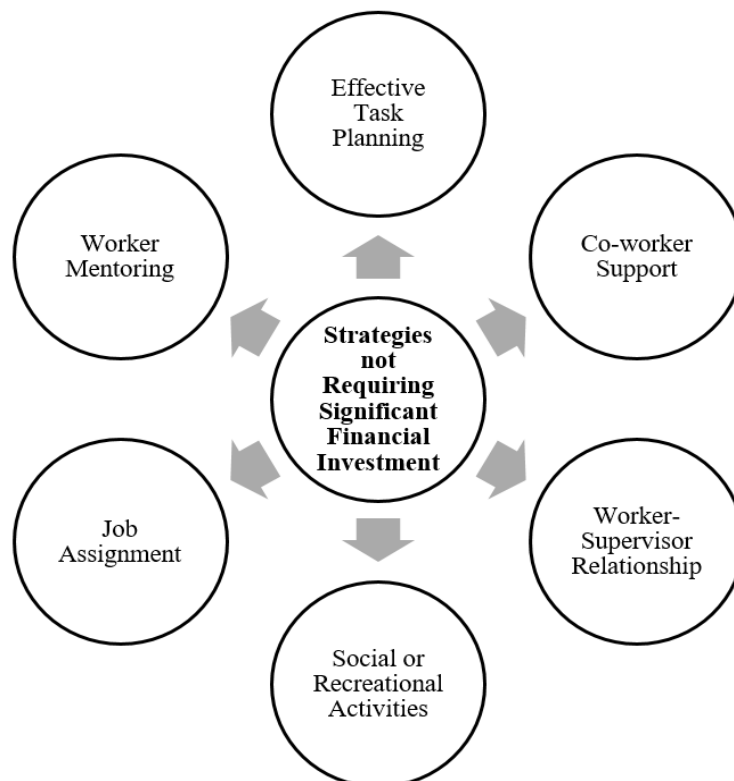 Effective
Task
Planning
Worker
Mentoring
Co-worker
Support
Strategies
not
Requiring
Significant
Financial
Investment
Job
Assignment
Worker-
Supervisor
Relationship
Social or
Recreational
Activities